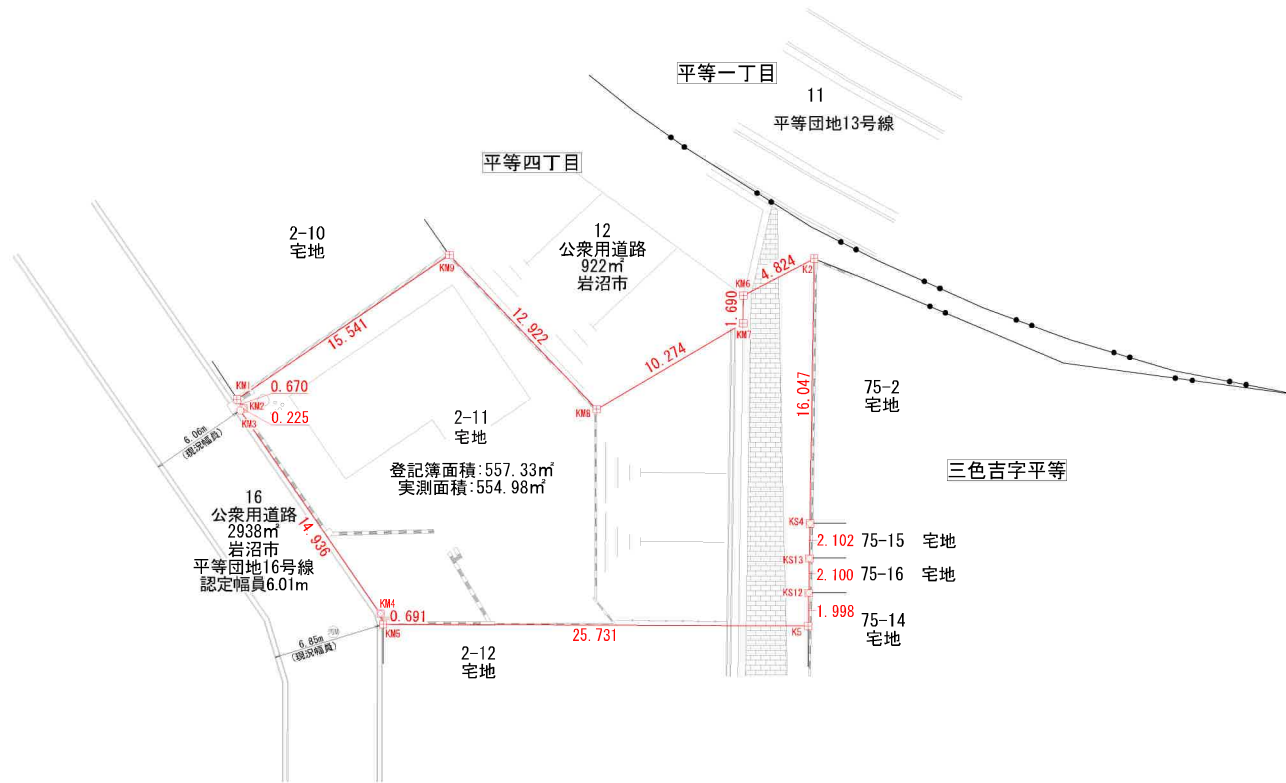 平等一丁目
11
平等団地13号線
平等四丁目
12
公衆用道路
922㎡
岩沼市
2-10
宅地
KM9
KM6
4.824
K2
1.690
KM7
15.541
12.922
10.274
16.047
75-2
宅地
KM1
0.670
KM2
KM3
0.225
KM8
6.06m
(現況幅員)
2-11
宅地
登記簿面積:557.33㎡
実測面積:554.98㎡
三色吉字平等
16
公衆用道路
2938㎡
岩沼市
平等団地16号線
認定幅員6.01m
14.936
KS4
2.102
75-15 宅地
KS13
2.100
75-16 宅地
KS12
1.998
75-14
宅地
K5
KM4
0.691
KM5
25.731
6.85m
(現況幅員)
2-12
宅地